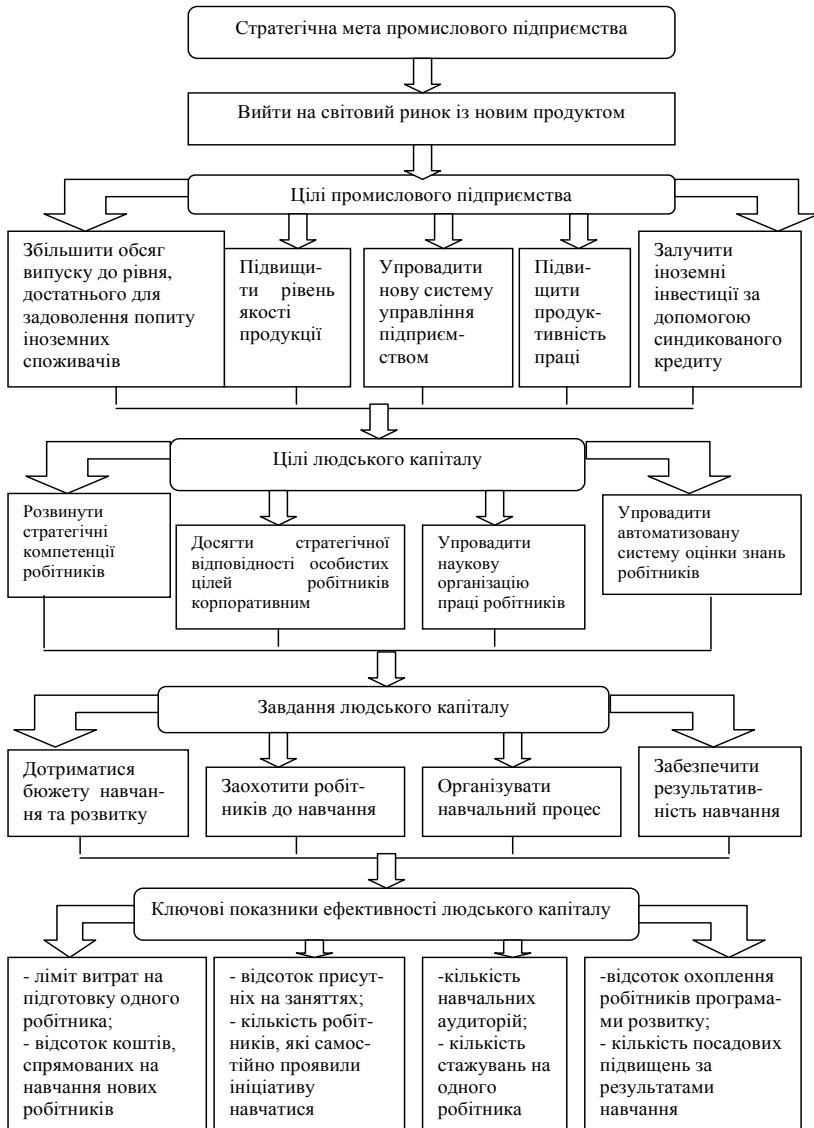 Стратегічна мета промислового підприємства
Вийти на світовий ринок із новим продуктом
Цілі промислового підприємства
Збільшити обсяг
випуску до рівня,
достатнього для
задоволення попиту
іноземних
споживачів
Підвищи-
ти рівень
якості
продукції
Упровадити
нову систему
управління
підприєм-
ством
Підви-
щити
продук-
тивність
праці
Залучити
іноземні
інвестиції за
допомогою
синдикованого
кредиту
Цілі людського капіталу
Розвинути
стратегічні
компетенції
робітників
Досягти стратегічної
відповідності особистих
цілей робітників
корпоративним
Упровадити
наукову
організацію
праці робітників
Упровадити
автоматизовану
систему оцінки знань
робітників
Завдання людського капіталу
Дотриматися
бюжету навчан-
ня та розвитку
Заохотити робіт-
ників до навчання
Організувати
навчальний процес
Забезпечити
результатив-
ність навчання
Ключові показники ефективності людського капіталу
- ліміт витрат на
підготовку одного
робітника;
- відсоток коштів,
спрямованих на
навчання нових
робітників
- відсоток присут-
ніх на заняттях;
- кількість робіт-
ників, які самос-
тійно проявили
ініціативу
навчатися
-кількість
навчальних
аудиторій;
- кількість
стажувань на
одного
робітника
-відсоток охоплення
робітників програма-
ми розвитку;
- кількість посадових
підвищень за
результатами
навчання